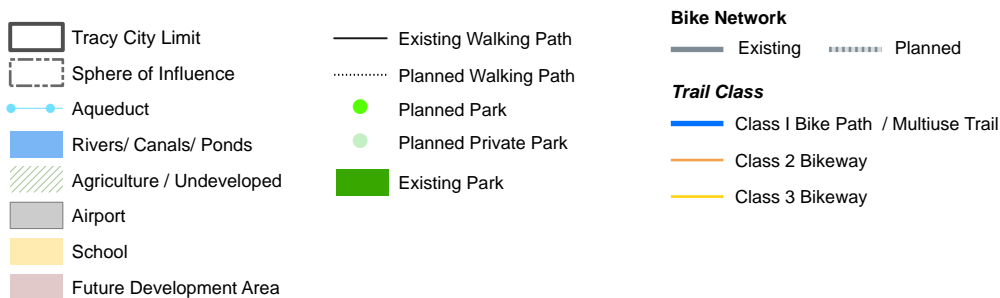 Tracy City Limit
Sphere of Influence
Aqueduct
Rivers/ Canals/ Ponds
Agriculture / Undeveloped
Airport
School
Future Development Area
Existing Walking Path
Planned Walking Path
Planned Park
Planned Private Park
Existing Park
Bike Network
Existing Planned
Trail Class
Class I Bike Path / Multiuse Trail
Class 2 Bikeway
Class 3 Bikeway